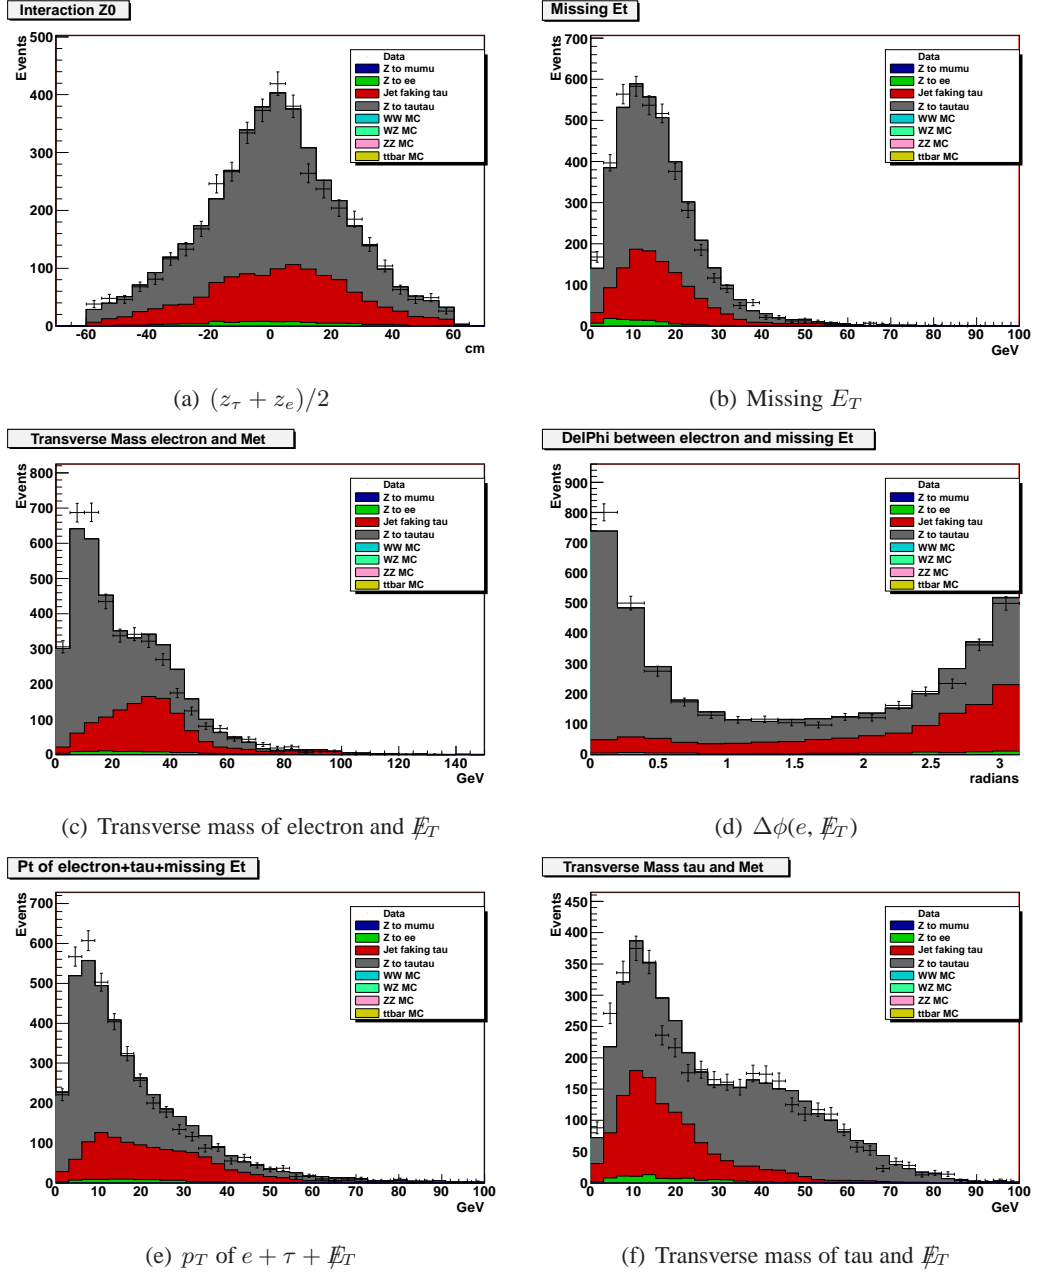 Interaction Z0
Events
500
400
300
200
100
0
-60 -40 -20 0 20 40 60
cm
Data
Z to mumu
Z to ee
Jet faking tau
Z to tautau
WW MC
WZ MC
ZZ MC
ttbar MC
(a) (z_τ + z_e)/2
Missing Et
Events
700
600
500
400
300
200
100
0
0 10 20 30 40 50 60 70 80 90 100
GeV
Data
Z to mumu
Z to ee
Jet faking tau
Z to tautau
WW MC
WZ MC
ZZ MC
ttbar MC
(b) Missing E_T
Transverse Mass electron and Met
Events
800
700
600
500
400
300
200
100
0
0 20 40 60 80 100 120 140
GeV
Data
Z to mumu
Z to ee
Jet faking tau
Z to tautau
WW MC
WZ MC
ZZ MC
ttbar MC
(c) Transverse mass of electron and E̸_T
DelPhi between electron and missing Et
Events
900
800
700
600
500
400
300
200
100
0
0 0.5 1 1.5 2 2.5 3
radians
Data
Z to mumu
Z to ee
Jet faking tau
Z to tautau
WW MC
WZ MC
ZZ MC
ttbar MC
(d) Δϕ(e, E̸_T)
Pt of electron+tau+missing Et
Events
700
600
500
400
300
200
100
0
0 10 20 30 40 50 60 70 80 90 100
GeV
Data
Z to mumu
Z to ee
Jet faking tau
Z to tautau
WW MC
WZ MC
ZZ MC
ttbar MC
(e) p_T of e + τ + E̸_T
Transverse Mass tau and Met
Events
450
400
350
300
250
200
150
100
50
0
0 10 20 30 40 50 60 70 80 90 100
GeV
Data
Z to mumu
Z to ee
Jet faking tau
Z to tautau
WW MC
WZ MC
ZZ MC
ttbar MC
(f) Transverse mass of tau and E̸_T